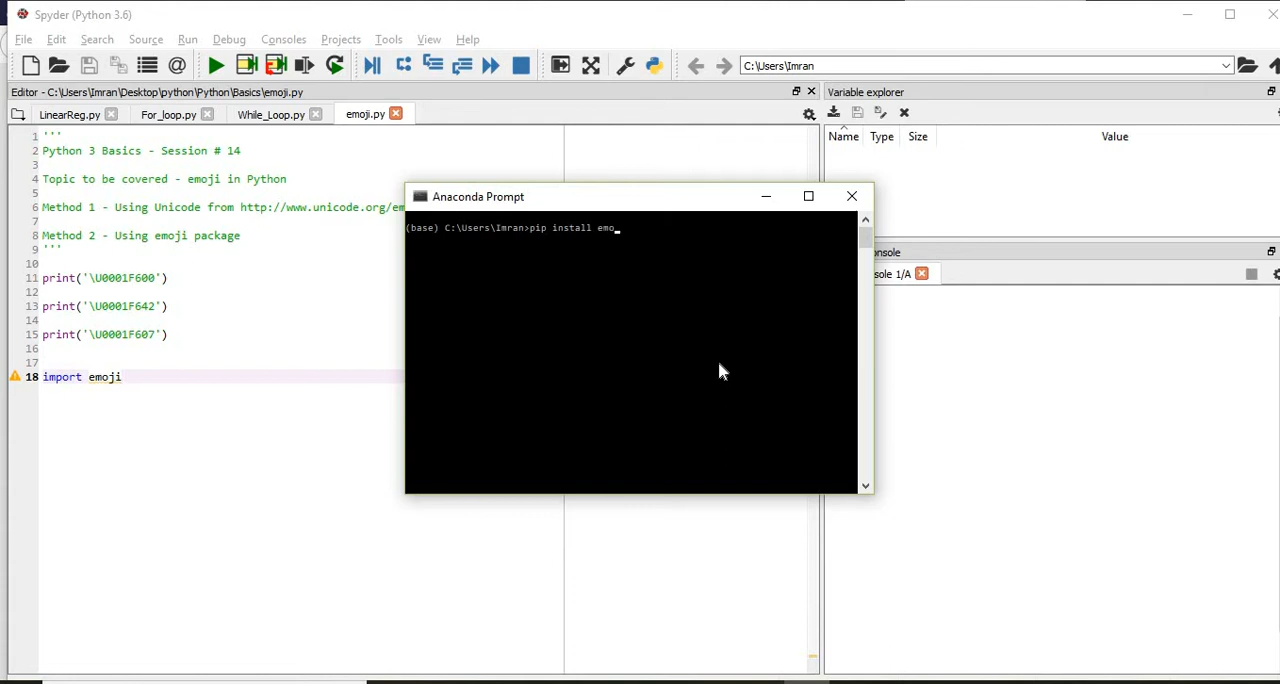 Spyder (Python 3.6)
File Edit Search Source Run Debug Consoles Projects Tools View Help
C:\Users\Imran
Editor - C:\Users\Imran\Desktop\python\Python\Basics\emoji.py
Variable explorer
LinearReg.py For_loop.py While_Loop.py emoji.py
Name Type Size Value
1 '''
2 Python 3 Basics - Session # 14
3
4 Topic to be covered - emoji in Python
5
6 Method 1 - Using Unicode from http://www.unicode.org/em
7
8 Method 2 - Using emoji package
9 '''
10
11 print('\U0001F600')
12
13 print('\U0001F642')
14
15 print('\U0001F607')
16
17
18 import emoji
Anaconda Prompt
(base) C:\Users\Imran>pip install emo_
onsole
sole 1/A